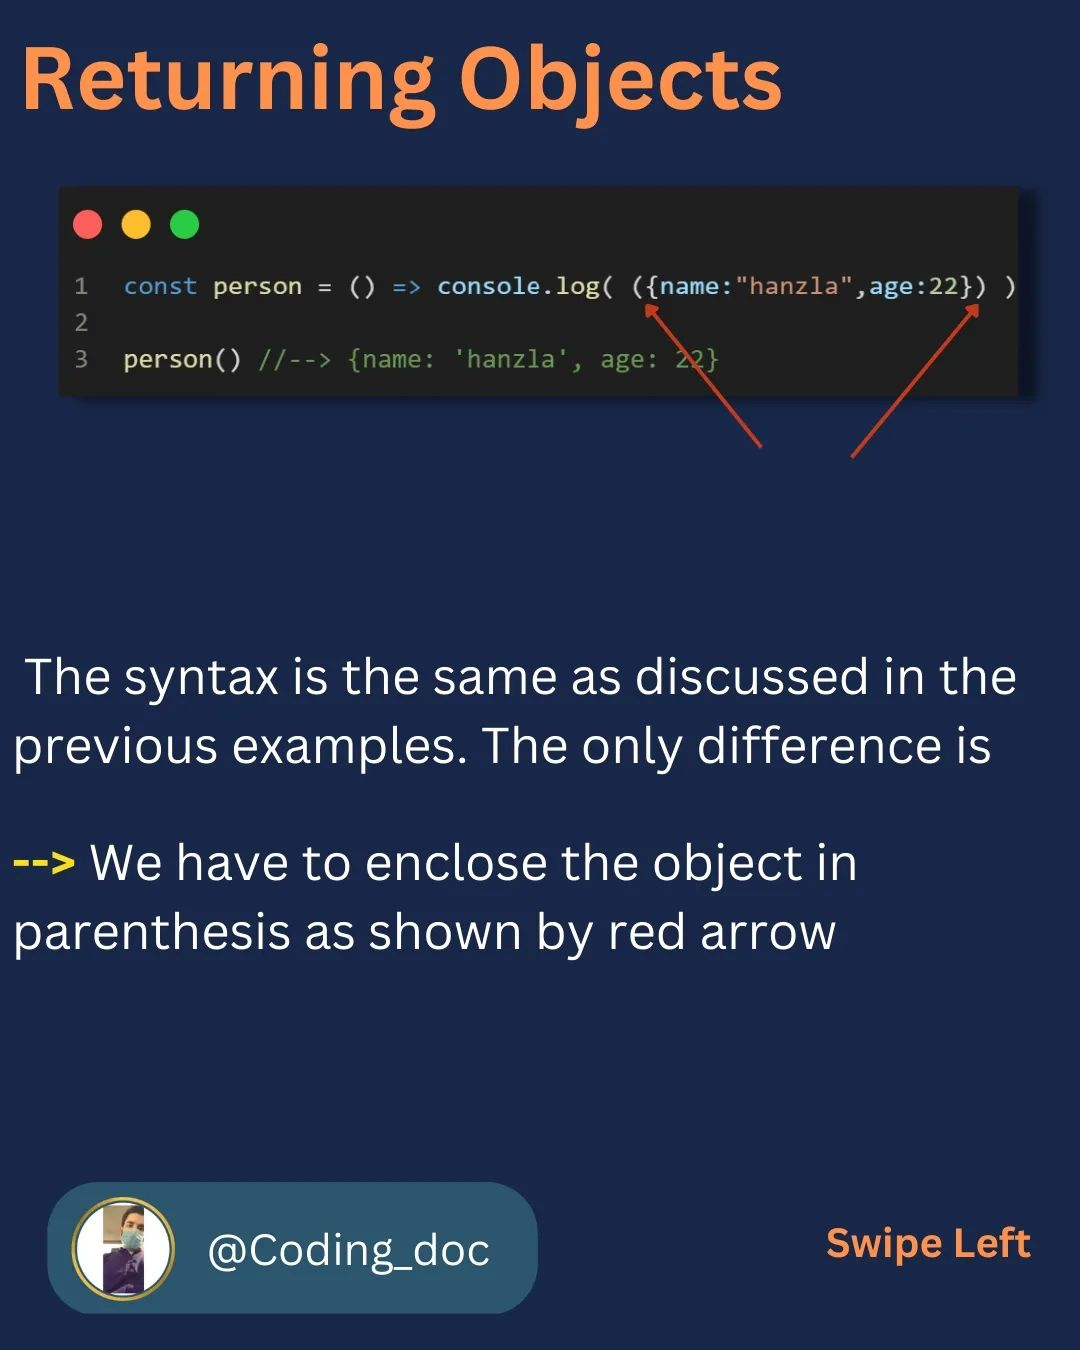 Returning Objects
1 const person = () => console.log( ({name:"hanzla",age:22}) )
2
3 person() //--> {name: 'hanzla', age: 22}
The syntax is the same as discussed in the
previous examples. The only difference is
--> We have to enclose the object in
parenthesis as shown by red arrow
@Coding_doc
Swipe Left